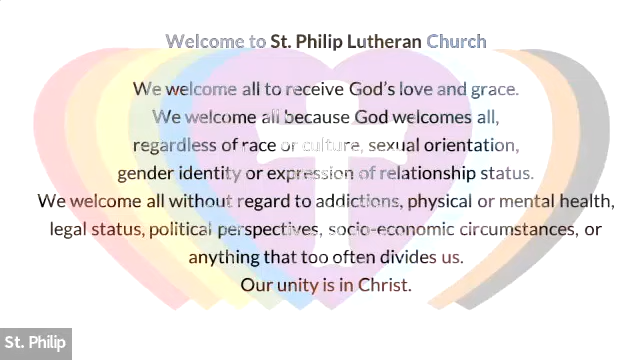 Welcome to St. Philip Lutheran Church
We welcome all to receive God's love and grace.
We welcome all because God welcomes all,
regardless of race or culture, sexual orientation,
gender identity or expression of relationship status.
We welcome all without regard to addictions, physical or mental health,
legal status, political perspectives, socio-economic circumstances, or
anything that too often divides us.
Our unity is in Christ.
St. Philip